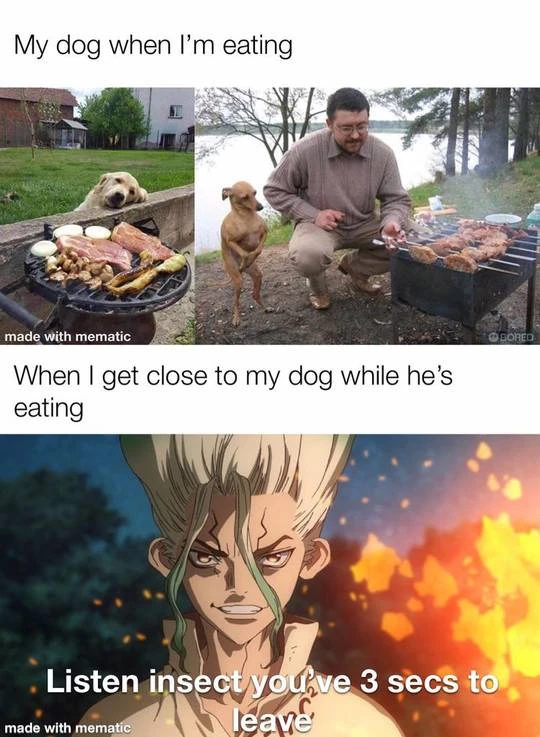 My dog when I'm eating
made with mematic
BORED
When I get close to my dog while he's
eating
Listen insect you've 3 secs to
leave
made with mematic